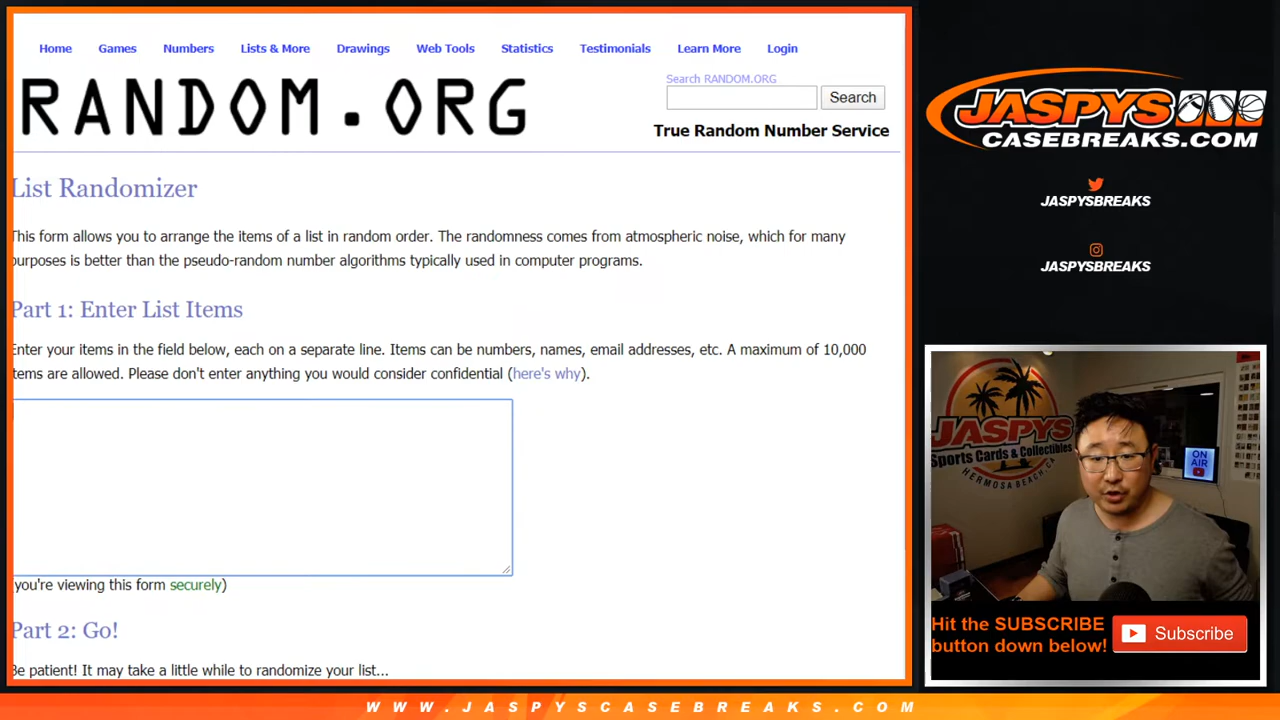 Home Games Numbers Lists & More Drawings Web Tools Statistics Testimonials Learn More Login
RANDOM.ORG
Search RANDOM.ORG
Search
True Random Number Service
List Randomizer
This form allows you to arrange the items of a list in random order. The randomness comes from atmospheric noise, which for many
purposes is better than the pseudo-random number algorithms typically used in computer programs.
Part 1: Enter List Items
Enter your items in the field below, each on a separate line. Items can be numbers, names, email addresses, etc. A maximum of 10,000
items are allowed. Please don't enter anything you would consider confidential (here's why).
you're viewing this form securely)
Part 2: Go!
Be patient! It may take a little while to randomize your list...
JASPYS
CASEBREAKS.COM
JASPYSBREAKS
JASPYSBREAKS
JASPYS
Sports Cards & Collectibles
HERMOSA BEACH, CA
ON
AIR
Hit the SUBSCRIBE
button down below!
Subscribe
WWW.JASPYSCASEBREAKS.COM